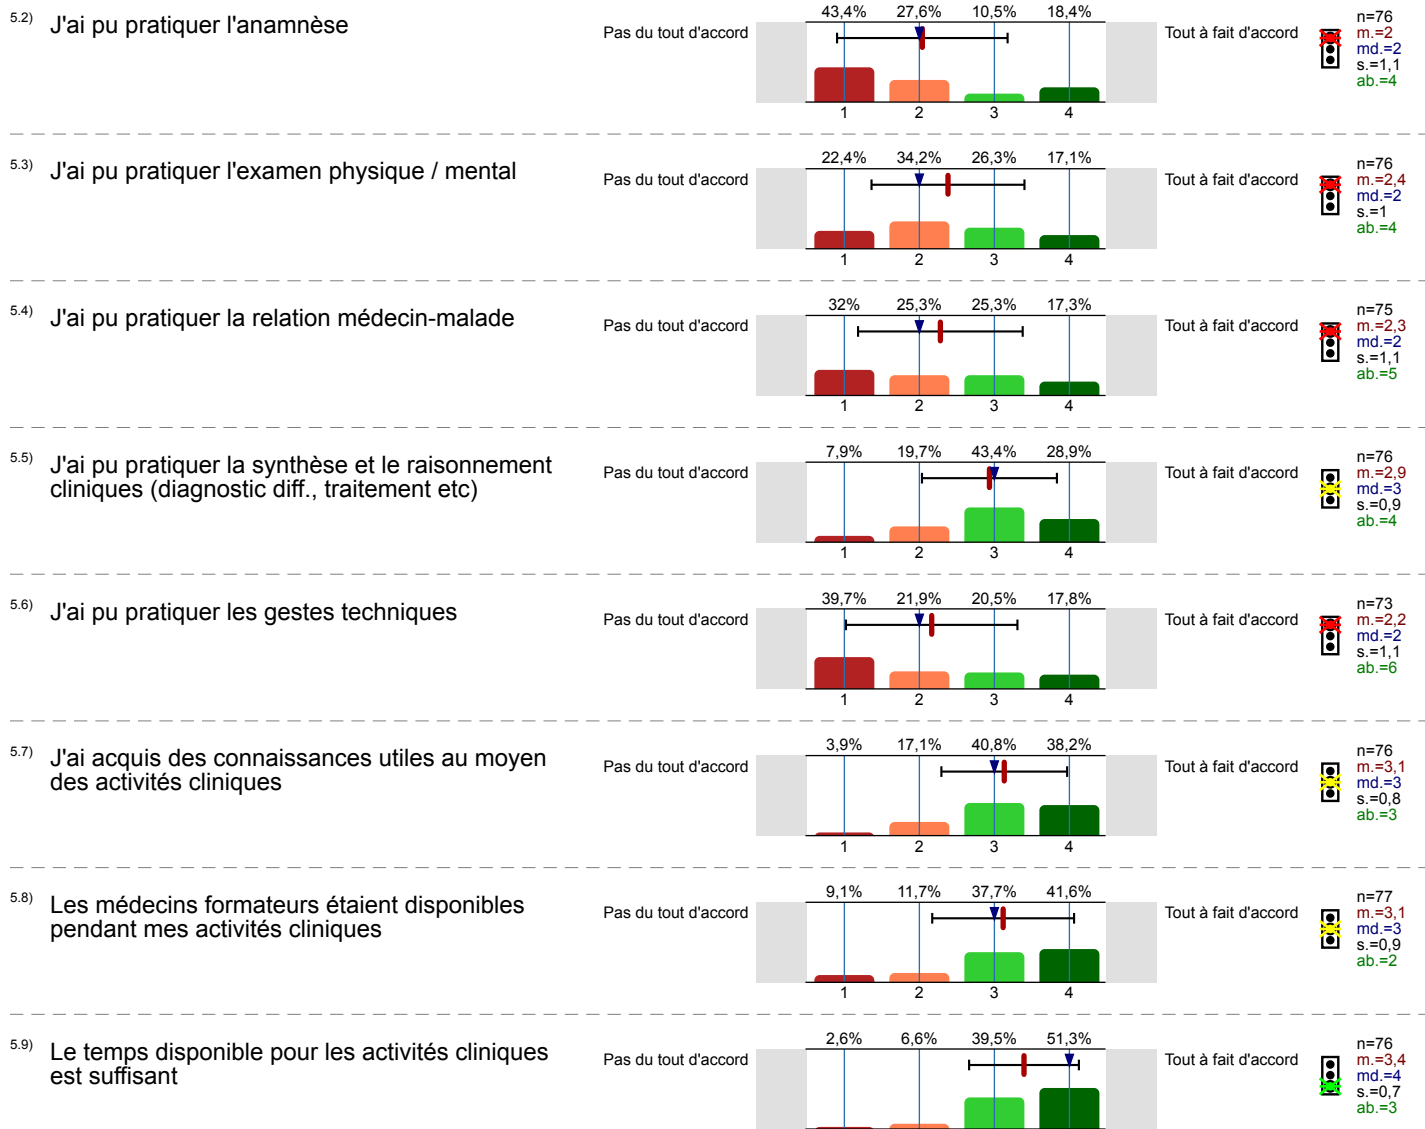 5.2) J'ai pu pratiquer l'anamnèse
43,4% 27,6% 10,5% 18,4%
Pas du tout d'accord Tout à fait d'accord
1 2 3 4
n=76
m.=2
md.=2
s.=1,1
ab.=4
5.3) J'ai pu pratiquer l'examen physique / mental
22,4% 34,2% 26,3% 17,1%
Pas du tout d'accord Tout à fait d'accord
1 2 3 4
n=76
m.=2,4
md.=2
s.=1
ab.=4
5.4) J'ai pu pratiquer la relation médecin-malade
32% 25,3% 25,3% 17,3%
Pas du tout d'accord Tout à fait d'accord
1 2 3 4
n=75
m.=2,3
md.=2
s.=1,1
ab.=5
5.5) J'ai pu pratiquer la synthèse et le raisonnement
cliniques (diagnostic diff., traitement etc)
7,9% 19,7% 43,4% 28,9%
Pas du tout d'accord Tout à fait d'accord
1 2 3 4
n=76
m.=2,9
md.=3
s.=0,9
ab.=4
5.6) J'ai pu pratiquer les gestes techniques
39,7% 21,9% 20,5% 17,8%
Pas du tout d'accord Tout à fait d'accord
1 2 3 4
n=73
m.=2,2
md.=2
s.=1,1
ab.=6
5.7) J'ai acquis des connaissances utiles au moyen
des activités cliniques
3,9% 17,1% 40,8% 38,2%
Pas du tout d'accord Tout à fait d'accord
1 2 3 4
n=76
m.=3,1
md.=3
s.=0,8
ab.=3
5.8) Les médecins formateurs étaient disponibles
pendant mes activités cliniques
9,1% 11,7% 37,7% 41,6%
Pas du tout d'accord Tout à fait d'accord
1 2 3 4
n=77
m.=3,1
md.=3
s.=0,9
ab.=2
5.9) Le temps disponible pour les activités cliniques
est suffisant
2,6% 6,6% 39,5% 51,3%
Pas du tout d'accord Tout à fait d'accord
n=76
m.=3,4
md.=4
s.=0,7
ab.=3